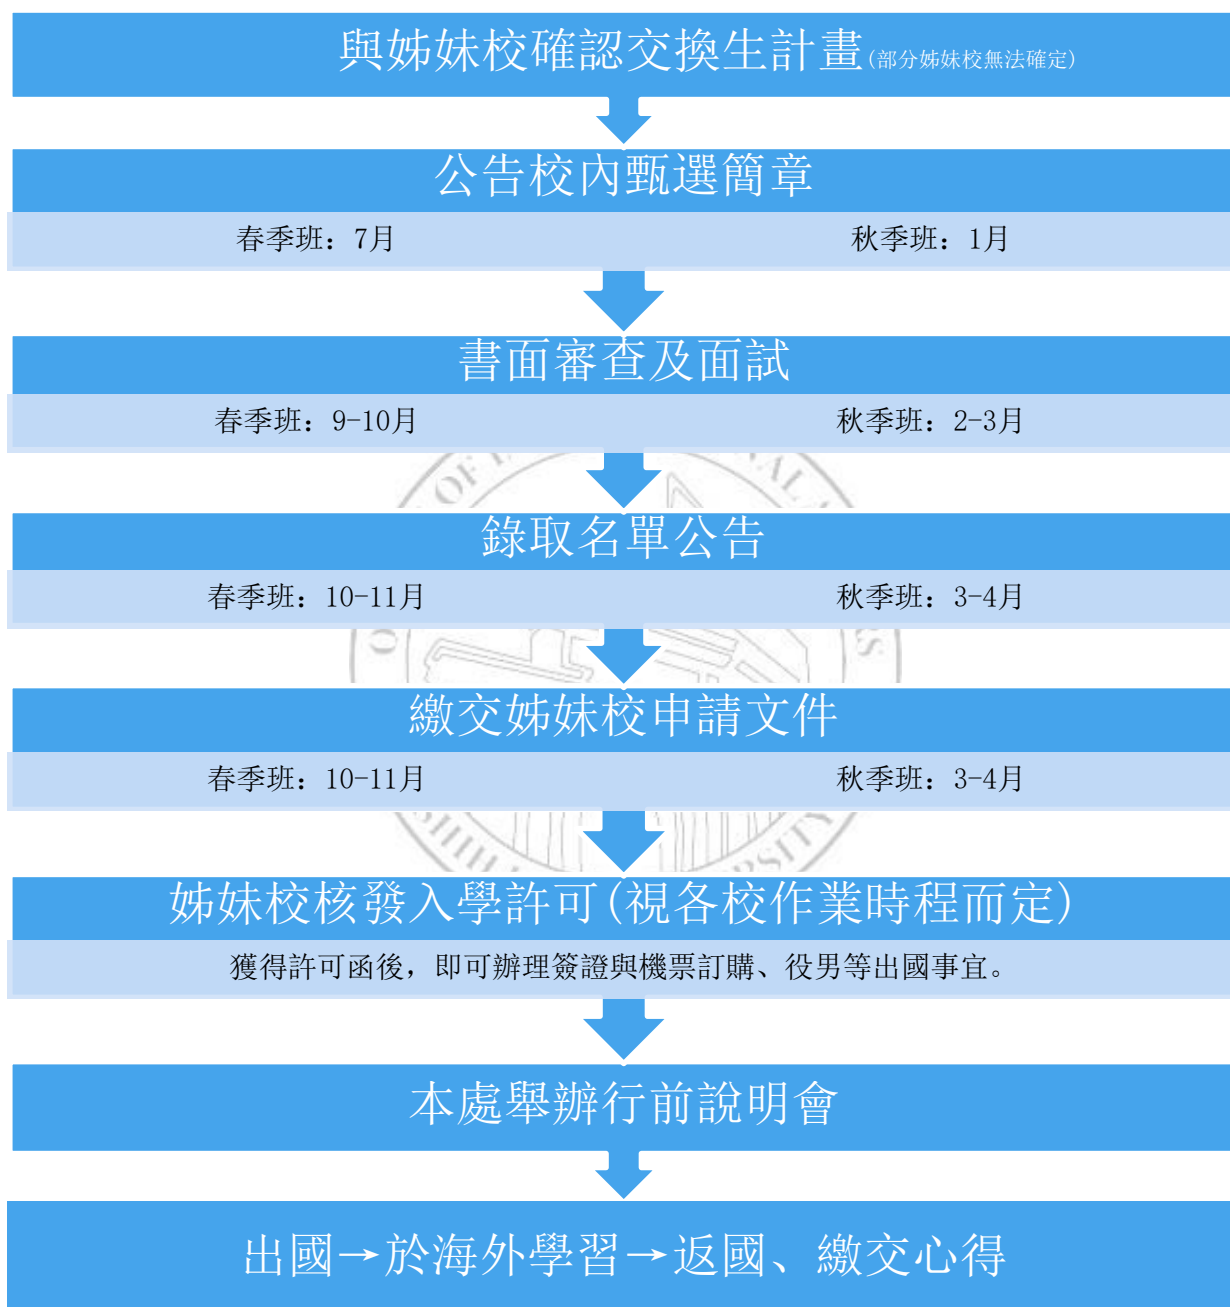 與姊妹校確認交換生計畫(部分姊妹校無法確定)
公告校內甄選簡章
春季班：7月 秋季班：1月
書面審查及面試
春季班：9-10月 秋季班：2-3月
錄取名單公告
春季班：10-11月 秋季班：3-4月
繳交姊妹校申請文件
春季班：10-11月 秋季班：3-4月
姊妹校核發入學許可(視各校作業時程而定)
獲得許可函後，即可辦理簽證與機票訂購、役男等出國事宜。
本處舉辦行前說明會
出國→於海外學習→返國、繳交心得